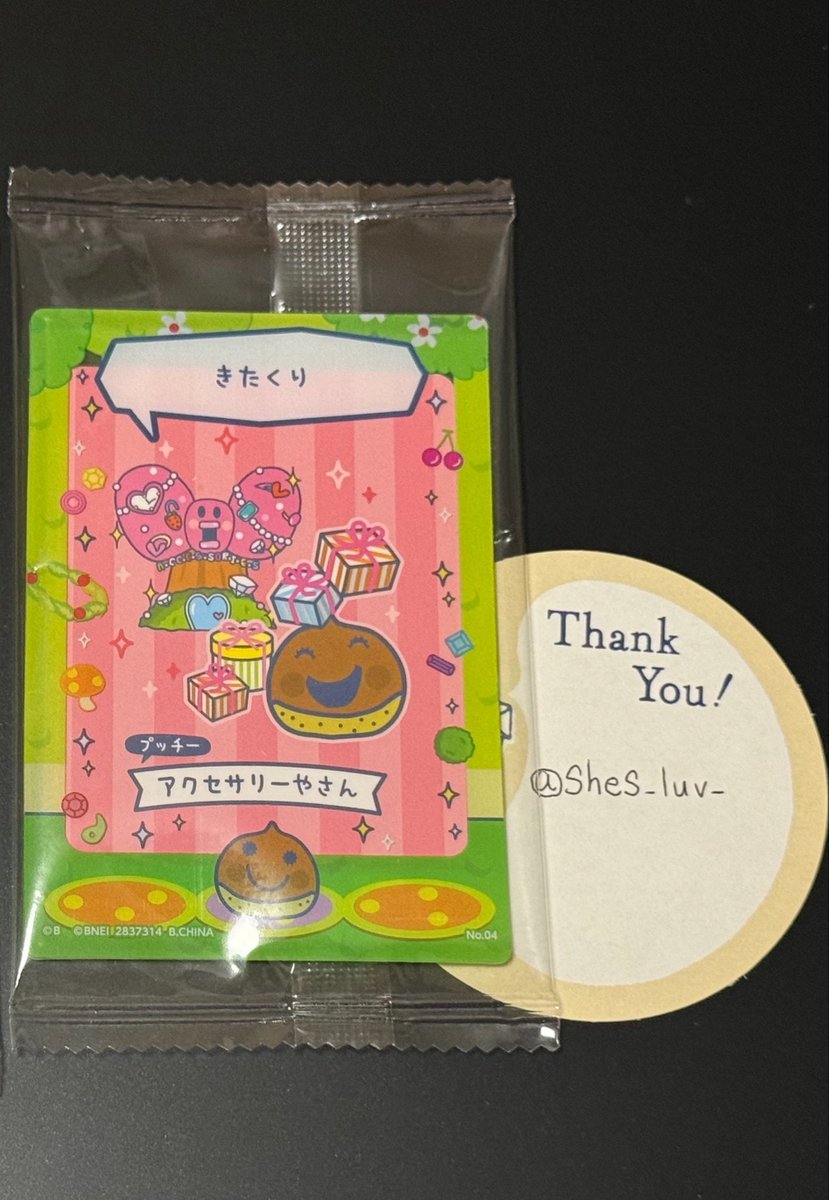 きたくり
プッチー
アクセサリーやさん
©B ©BNEI 2837314 B.CHINA
No.04
Thank
You!
@shes_luv_